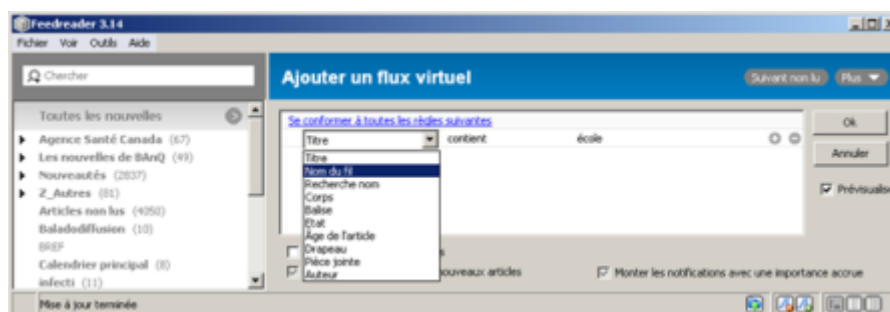 Feedreader 3.14
Fichier Voir Outils Aide
Chercher
Ajouter un flux virtuel
Suivant non lu
Plus
Toutes les nouvelles
Agence Santé Canada (67)
Les nouvelles de BAnQ (49)
Nouveautés (2837)
Z_Autres (81)
Articles non lus (4050)
Baladodiffusion (10)
BREF
Calendrier principal (8)
infecti (11)
Se conformer à toutes les règles suivantes
Titre contient école
Titre
Nom du fil
Recherche nom
Corps
Balise
Etat
Âge de l'article
Drapeau
Pièce jointe
Auteur
Ok
Annuler
Prévisualise
ouveaux articles
Monter les notifications avec une importance accrue
Mise à jour terminée